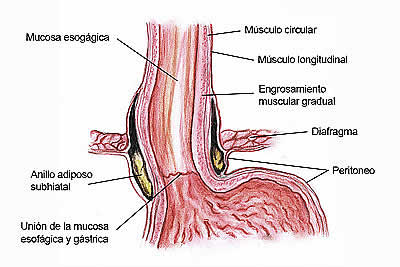 Mucosa esogágica
Músculo circular
Músculo longitudinal
Engrosamiento
muscular gradual
Diafragma
Peritoneo
Anillo adiposo
subhiatal
Unión de la mucosa
esofágica y gástrica